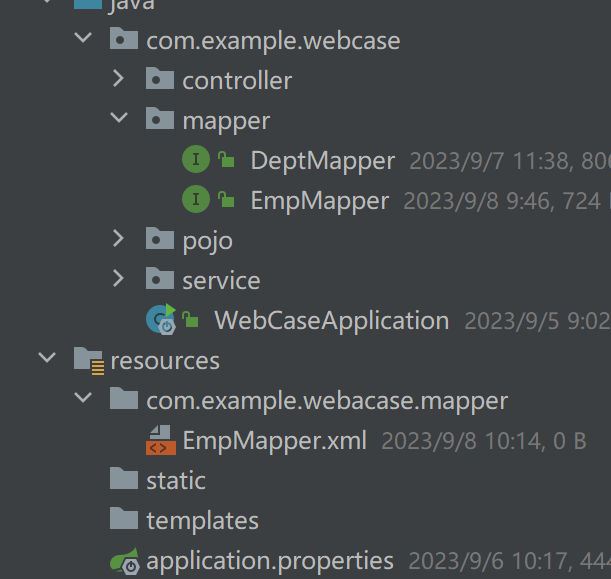 java
com.example.webcase
controller
mapper
DeptMapper 2023/9/7 11:38, 806
EmpMapper 2023/9/8 9:46, 724
pojo
service
WebCaseApplication 2023/9/5 9:02
resources
com.example.webacase.mapper
EmpMapper.xml 2023/9/8 10:14, 0 B
static
templates
application.properties 2023/9/6 10:17, 444